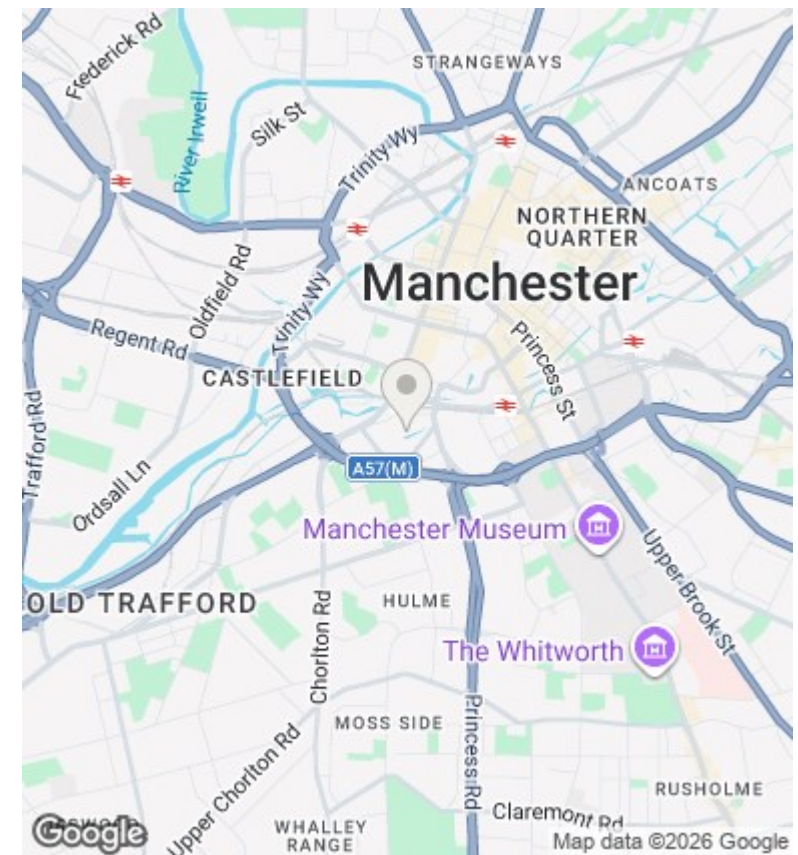 Frederick Rd
STRANGEWAYS
River Irwell
Silk St
Trinity Wy
ANCOATS
NORTHERN
QUARTER
Oldfield Rd
Manchester
Trinity Wy
Regent Rd
Princess St
CASTLEFIELD
Trafford Rd
Ordsall Ln
A57(M)
Manchester Museum
Upper Brook St
OLD TRAFFORD
HULME
Chorlton Rd
The Whitworth
Princess Rd
MOSS SIDE
Upper Chorlton Rd
RUSHOLME
Claremont Rd
WHALLEY
RANGE
Google
Map data ©2026 Google